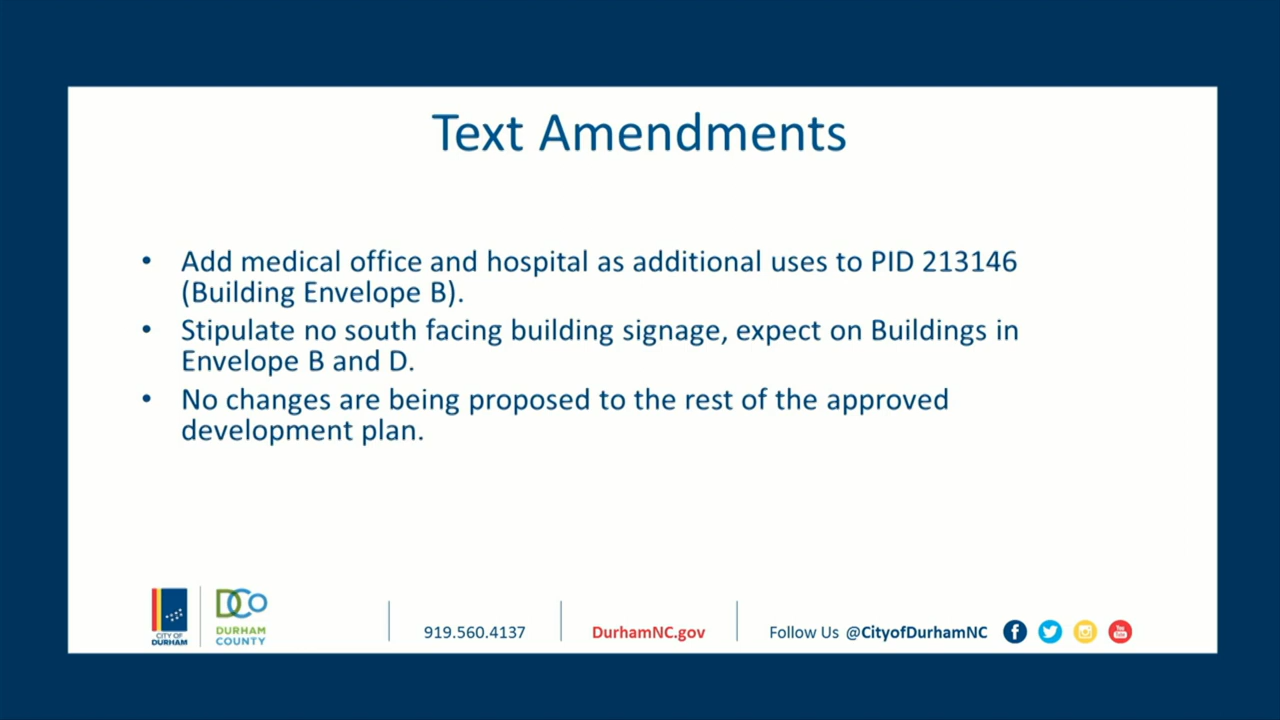 Text Amendments
• Add medical office and hospital as additional uses to PID 213146
(Building Envelope B).
• Stipulate no south facing building signage, expect on Buildings in
Envelope B and D.
• No changes are being proposed to the rest of the approved
development plan.
CITY OF
DURHAM
DCo
DURHAM
COUNTY
919.560.4137
DurhamNC.gov
Follow Us @CityofDurhamNC